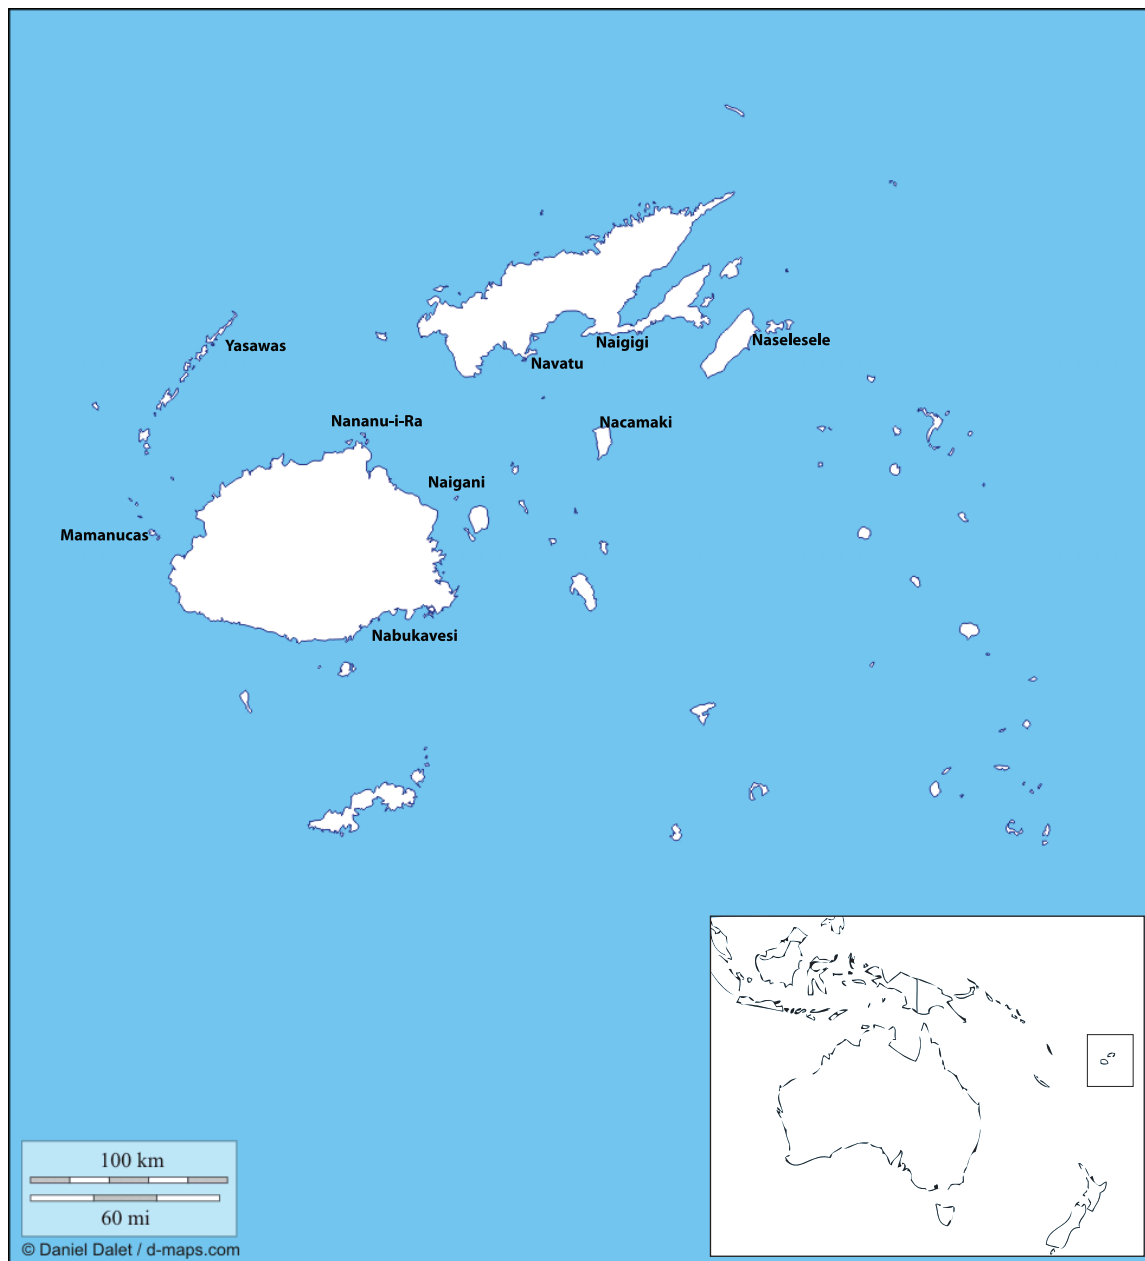 Yasawas
Naigigi
Naselesele
Navatu
Nananu-i-Ra
Nacamaki
Naigani
Mamanucas
Nabukavesi
100 km
60 mi
© Daniel Dalet / d-maps.com